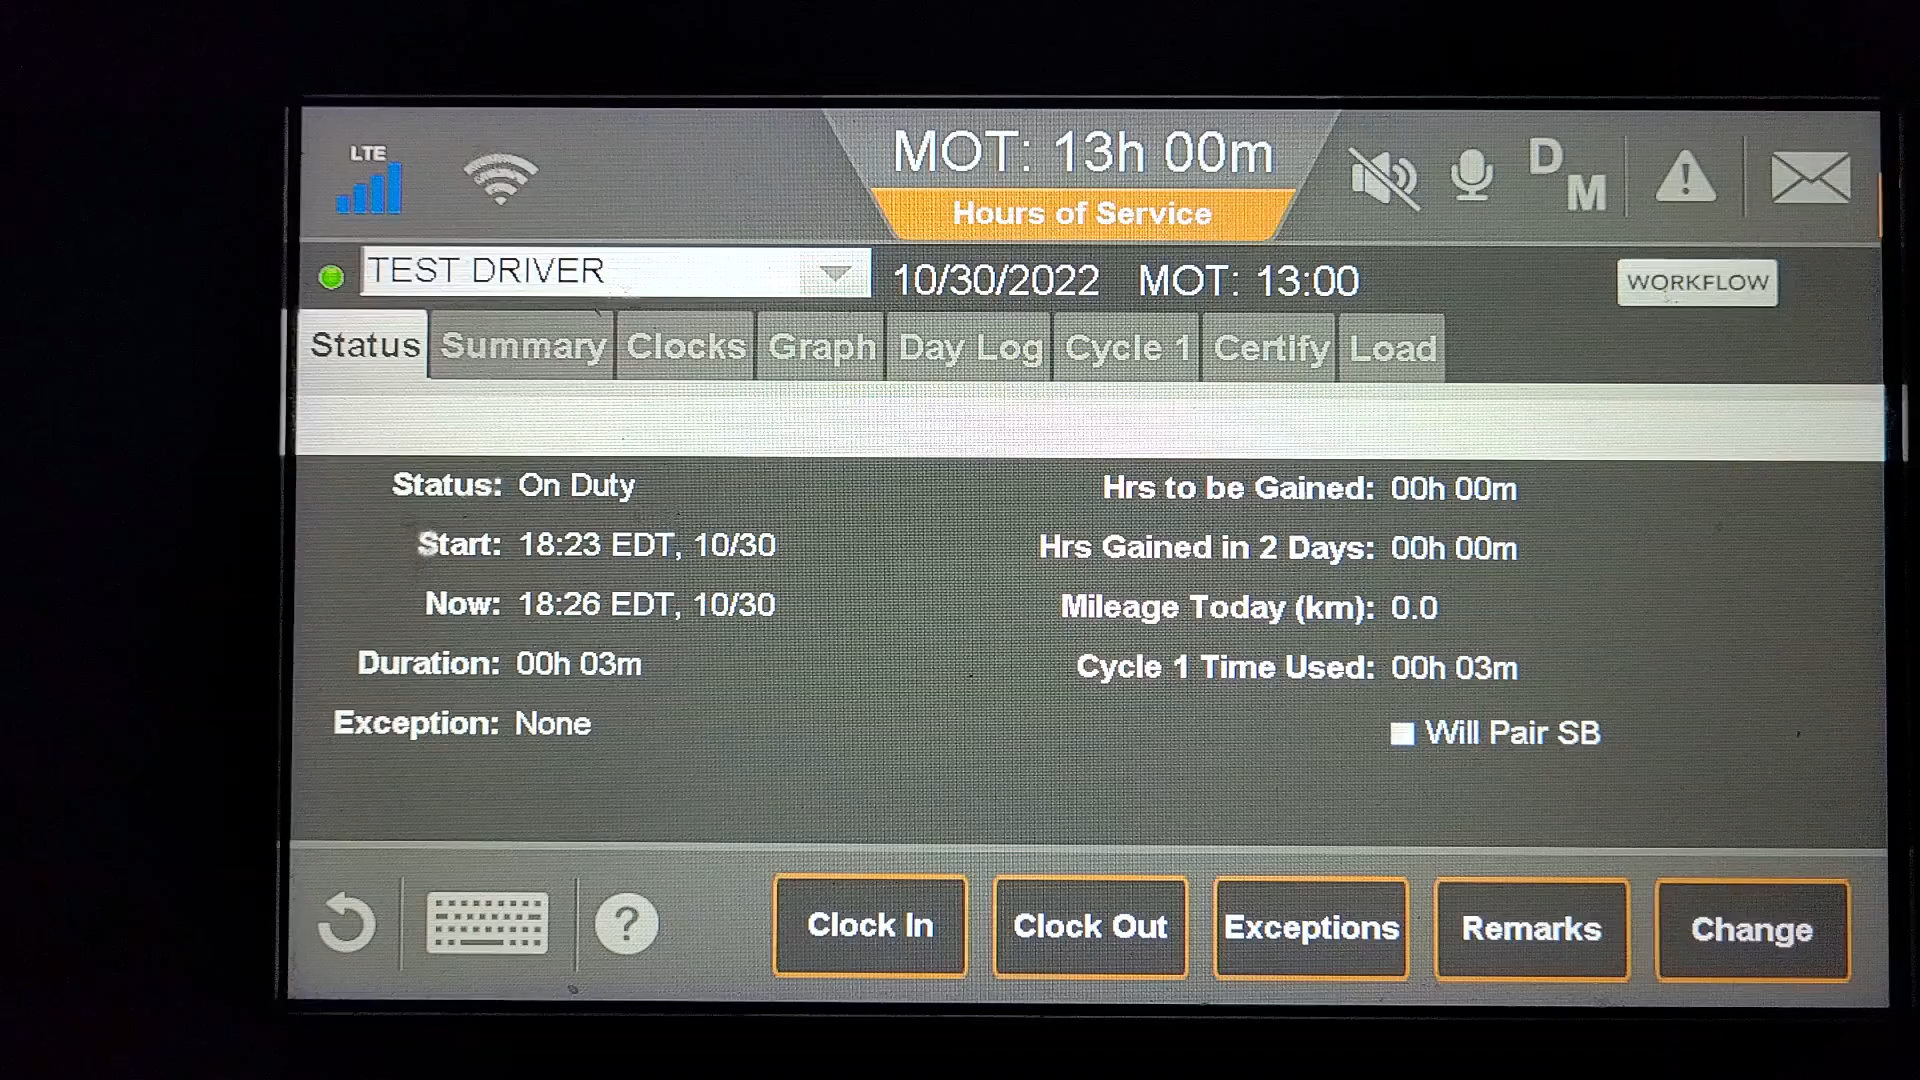 LTE
MOT: 13h 00m
D
M
Hours of Service
TEST DRIVER
10/30/2022 MOT: 13:00
WORKFLOW
Status Summary Clocks Graph Day Log Cycle 1 Certify Load
Status: On Duty
Hrs to be Gained: 00h 00m
Start: 18:23 EDT, 10/30
Hrs Gained in 2 Days: 00h 00m
Now: 18:26 EDT, 10/30
Mileage Today (km): 0.0
Duration: 00h 03m
Cycle 1 Time Used: 00h 03m
Exception: None
Will Pair SB
?
Clock In
Clock Out
Exceptions
Remarks
Change